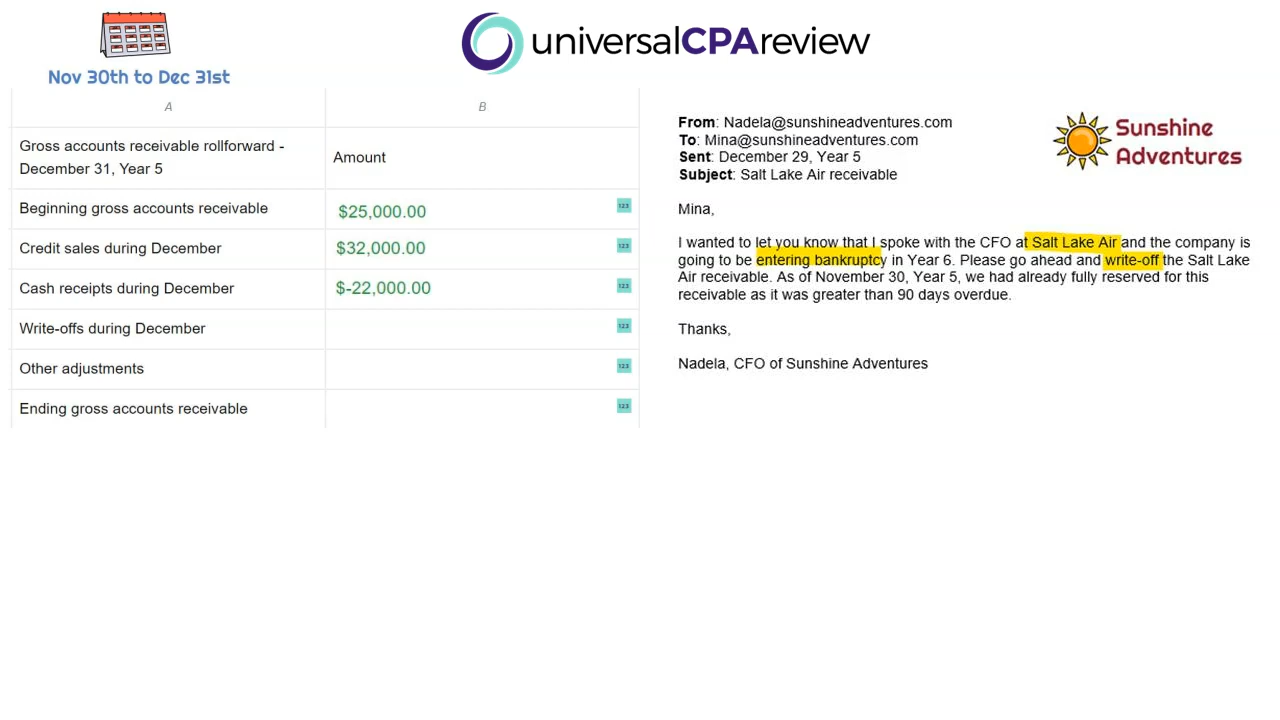 universalCPAreview
Nov 30th to Dec 31st
A B
Gross accounts receivable rollforward -
December 31, Year 5
Amount
Beginning gross accounts receivable $25,000.00 123
Credit sales during December $32,000.00 123
Cash receipts during December $-22,000.00 123
Write-offs during December 123
Other adjustments 123
Ending gross accounts receivable 123
From: Nadela@sunshineadventures.com
To: Mina@sunshineadventures.com
Sent: December 29, Year 5
Subject: Salt Lake Air receivable
Sunshine
Adventures
Mina,
I wanted to let you know that I spoke with the CFO at Salt Lake Air and the company is
going to be entering bankruptcy in Year 6. Please go ahead and write-off the Salt Lake
Air receivable. As of November 30, Year 5, we had already fully reserved for this
receivable as it was greater than 90 days overdue.
Thanks,
Nadela, CFO of Sunshine Adventures